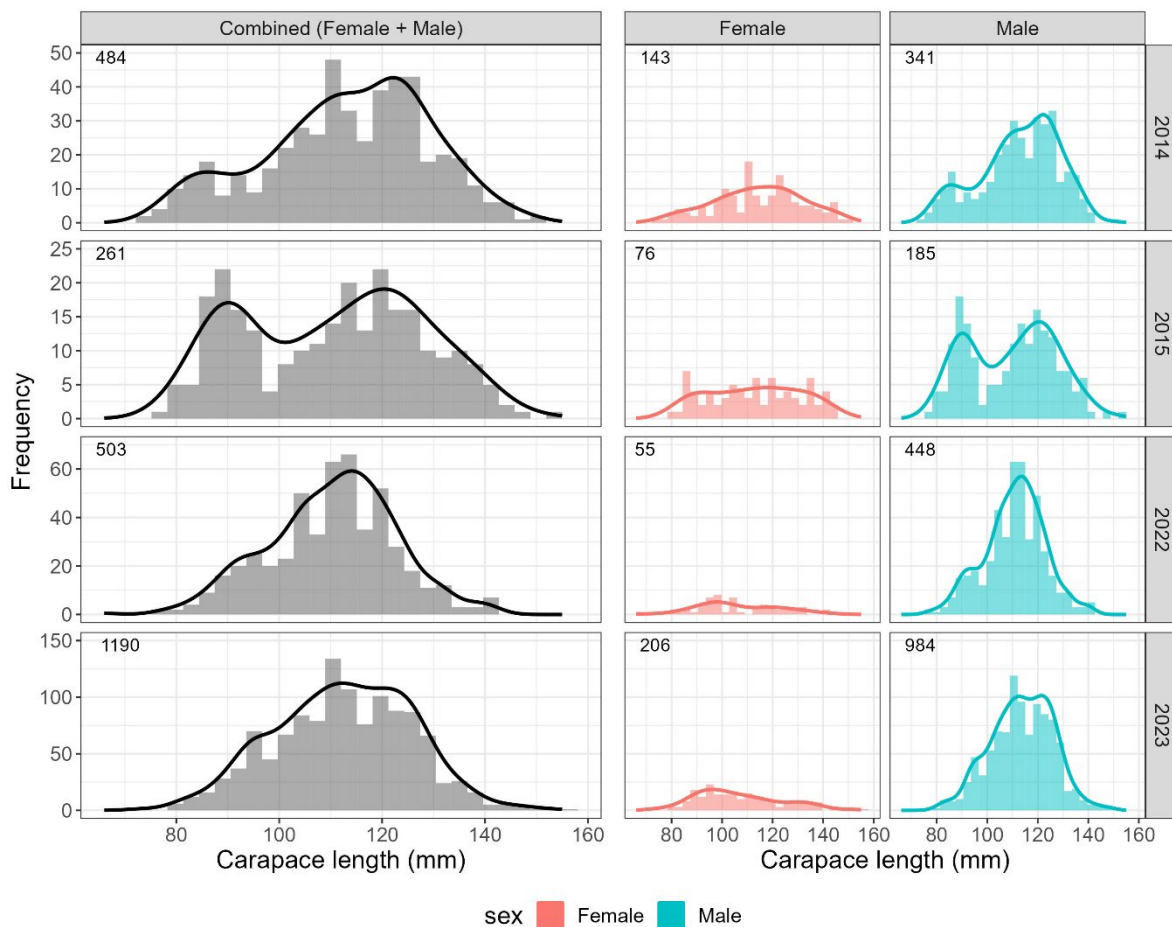 Combined (Female + Male) Female Male
50
40
30
20
10
0
484 143 341
2014
25
20
15
10
5
0
261 76 185
2015
60
40
20
0
503 55 448
2022
150
100
50
0
1190 206 984
2023
Frequency
80 100 120 140 160 80 100 120 140 160 80 100 120 140 160
Carapace length (mm) Carapace length (mm)
sex Female Male